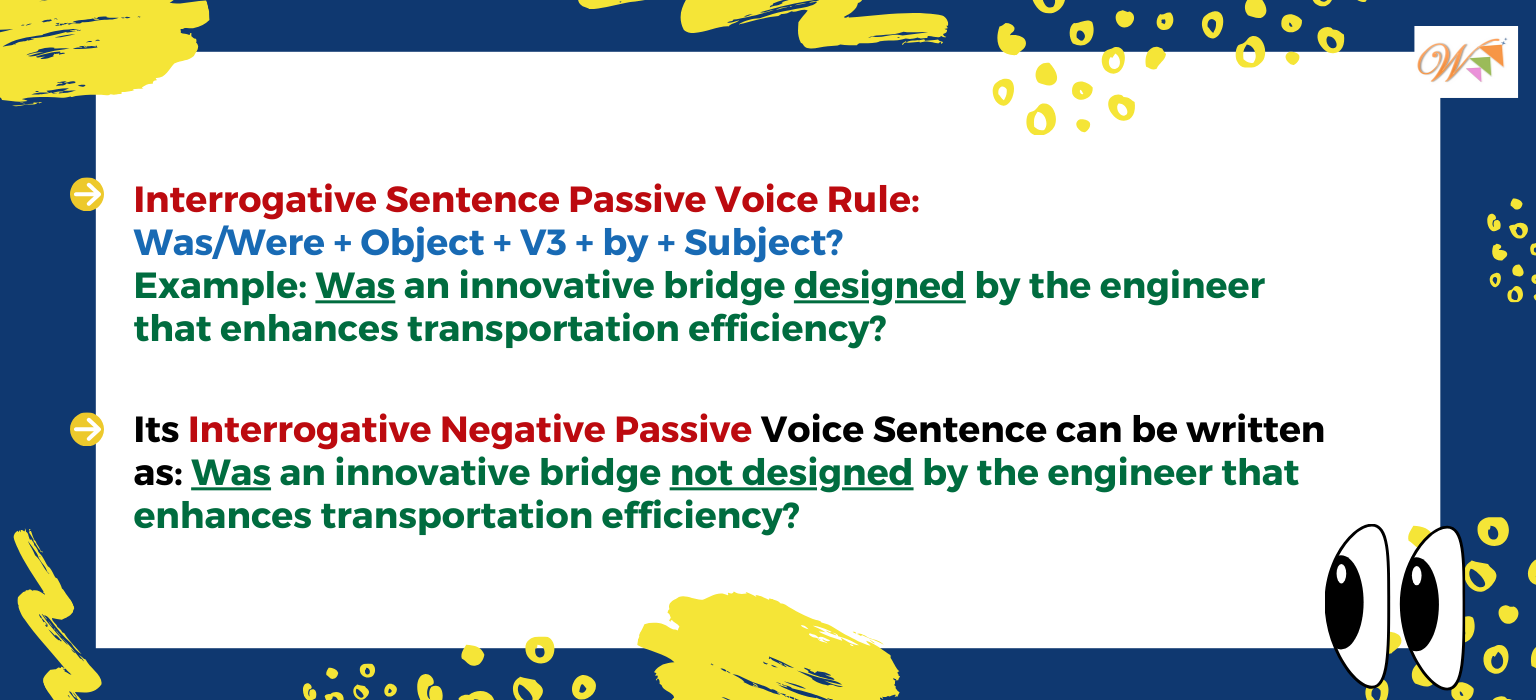 Interrogative Sentence Passive Voice Rule:
Was/Were + Object + V3 + by + Subject?
Example: Was an innovative bridge designed by the engineer
that enhances transportation efficiency?
Its Interrogative Negative Passive Voice Sentence can be written
as: Was an innovative bridge not designed by the engineer that
enhances transportation efficiency?